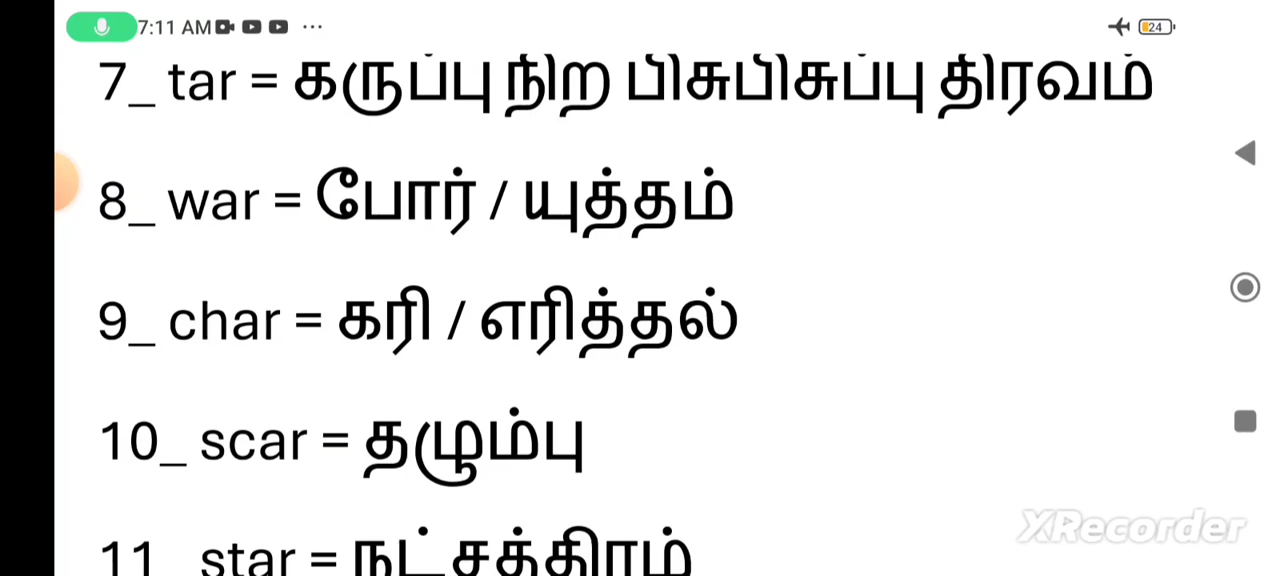 7:11 AM ...
24
7_ tar = கருப்பு நிற பிசுபிசுப்பு திரவம்
8_ war = போர் / யுத்தம்
9_ char = கரி / எரித்தல்
10_ scar = தழும்பு
11_ star = நட்சத்திரம்
XRecorder